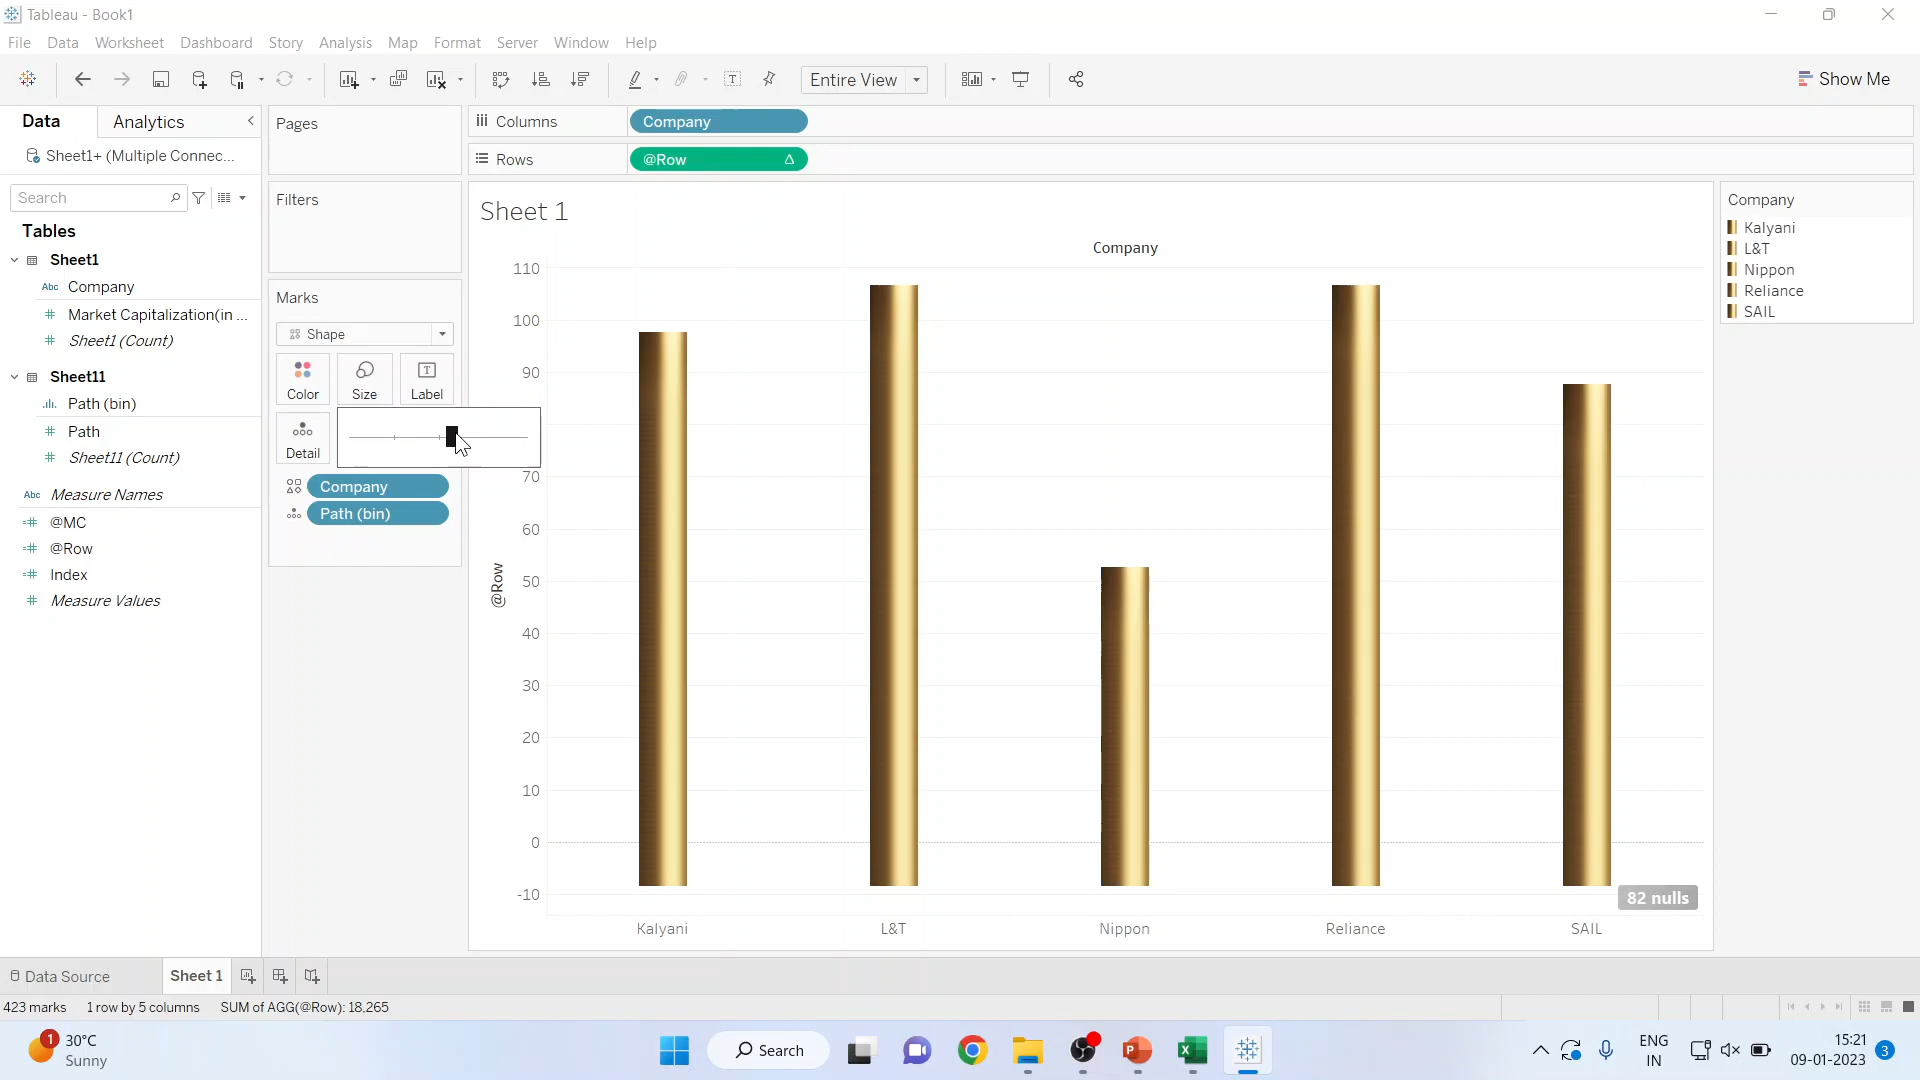 Tableau - Book1
File Data Worksheet Dashboard Story Analysis Map Format Server Window Help
Entire View
Show Me
Data
Analytics
Sheet1+ (Multiple Connec...
Search
Tables
Sheet1
Abc Company
Market Capitalization(in ...
Sheet1 (Count)
Sheet11
Path (bin)
Path
Sheet11 (Count)
Abc Measure Names
@MC
@Row
Index
Measure Values
Pages
Filters
Marks
Shape
Color
Size
Label
Detail
Company
Path (bin)
Columns
Company
Rows
@Row
Sheet 1
Company
@Row
110
100
90
70
60
50
40
30
20
10
0
-10
Kalyani
L&T
Nippon
Reliance
SAIL
82 nulls
Company
Kalyani
L&T
Nippon
Reliance
SAIL
Data Source
Sheet 1
423 marks 1 row by 5 columns SUM of AGG(@Row): 18,265
1
30°C
Sunny
Search
ENG
IN
15:21
09-01-2023
3